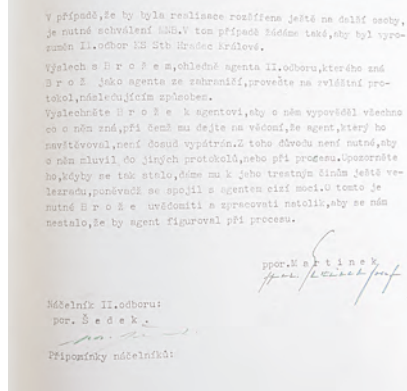 V případě, že by byla realisace rozšířena ještě na další osoby,
je nutné schválení KNB. V tom případě žádáme také, aby byl vyro-
zuměn II.odbor KS Stb Hradec Králové.
Výslech s B r o ž e m, ohledně agenta II.odboru, kterého zná
B r o ž jako agenta ze zahraničí, proveďte na zvláštní pro-
tokol, následujícím způsobem.
Vyslechněte B r o ž e k agentovi, aby o něm vypověděl všechno
co o něm zná, při čemž mu dejte na vědomí, že agent, který ho
navštěvoval, není dosud vypátrán. Z toho důvodu není nutné, aby
o něm mluvil do jiných protokolů, nebo při procesu. Upozorněte
ho, kdyby se tak stalo, dáme mu k jeho trestným činům ještě ve-
lezradu, poněvadž se spojil s agentem cizí moci. O tomto je
nutné B r o ž e uvědomiti a zpracovati natolik, aby se nám
nestalo, že by agent figuroval při procesu.
ppor. M a r t i n e k
Náčelník II.odboru:
por. Š e d e k .
Připomínky náčelníků: